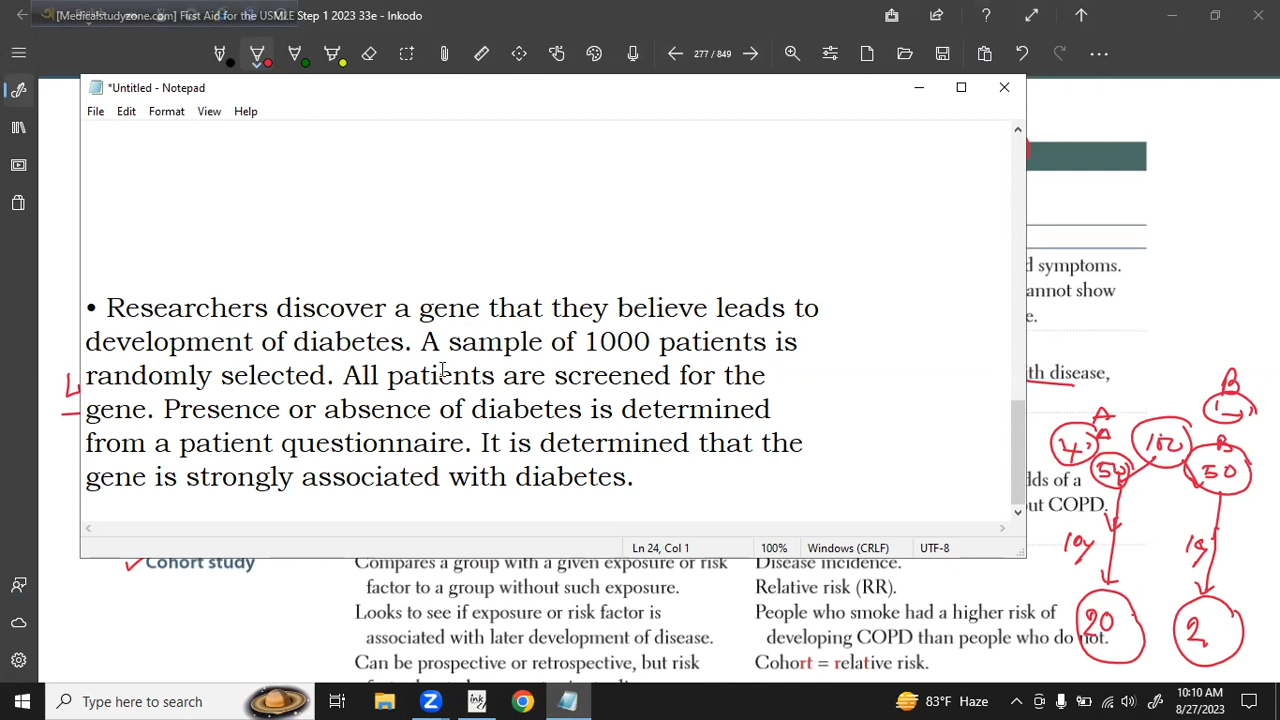 [Medicalstudyzone.com] First Aid for the USMLE Step 1 2023 33e - Inkodo
277 / 849
*Untitled - Notepad
File Edit Format View Help
• Researchers discover a gene that they believe leads to
development of diabetes. A sample of 1000 patients is
randomly selected. All patients are screened for the
gene. Presence or absence of diabetes is determined
from a patient questionnaire. It is determined that the
gene is strongly associated with diabetes.
Ln 24, Col 1 100% Windows (CRLF) UTF-8
d symptoms.
annot show
e.
th disease,
dds of a
out COPD.
B
A
A
B
50
50
10y
20
2
Cohort study
Compares a group with a given exposure or risk
factor to a group without such exposure.
Looks to see if exposure or risk factor is
associated with later development of disease.
Can be prospective or retrospective, but risk
Disease incidence.
Relative risk (RR).
People who smoke had a higher risk of
developing COPD than people who do not.
Cohort = relative risk.
Type here to search
83°F Haze
10:10 AM
8/27/2023